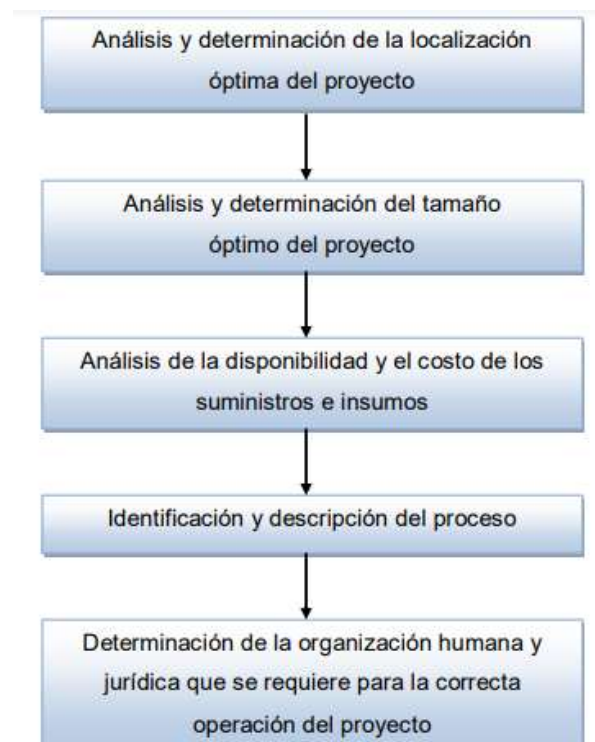 Análisis y determinación de la localización
óptima del proyecto
Análisis y determinación del tamaño
óptimo del proyecto
Análisis de la disponibilidad y el costo de los
suministros e insumos
Identificación y descripción del proceso
Determinación de la organización humana y
jurídica que se requiere para la correcta
operación del proyecto